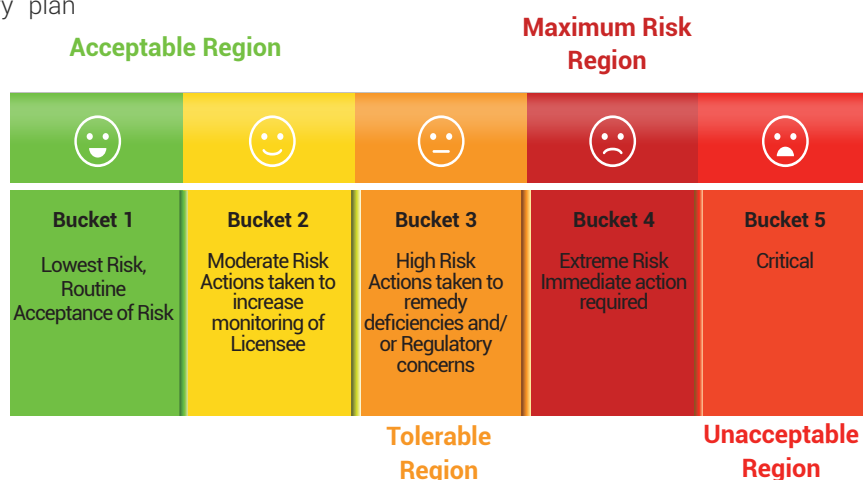 plan
Acceptable Region
Maximum Risk
Region
Bucket 1
Lowest Risk,
Routine
Acceptance of Risk
Bucket 2
Moderate Risk
Actions taken to
increase
monitoring of
Licensee
Bucket 3
High Risk
Actions taken to
remedy
deficiencies and/
or Regulatory
concerns
Bucket 4
Extreme Risk
Immediate action
required
Bucket 5
Critical
Tolerable
Region
Unacceptable
Region